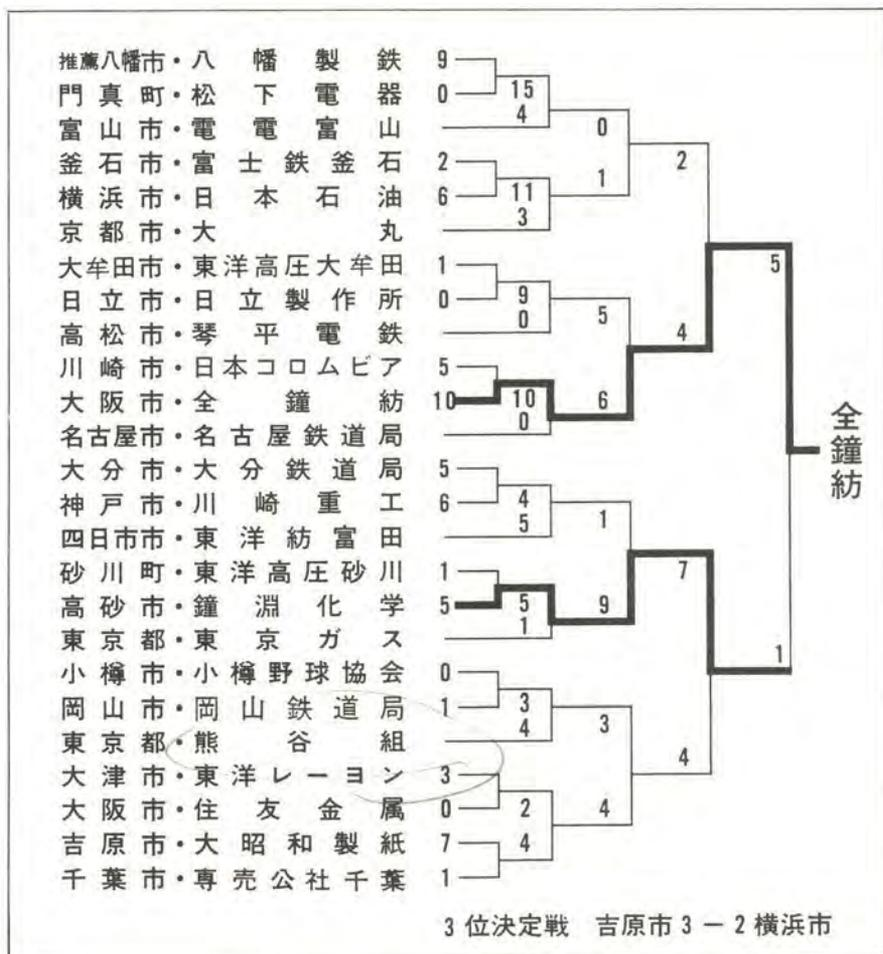 推薦八幡市・八幡製鉄 9
門真町・松下電器 0
富山市・電電富山
15
4
釜石市・富士鉄釜石 2
横浜市・日本石油 6
京都市・大丸
11
3
0
1
大牟田市・東洋高圧大牟田 1
日立市・日立製作所 0
高松市・琴平電鉄
9
0
川崎市・日本コロムビア 5
大阪市・全鐘紡 10
名古屋市・名古屋鉄道局
10
0
5
6
2
4
大分市・大分鉄道局 5
神戸市・川崎重工 6
四日市市・東洋紡富田
4
5
砂川町・東洋高圧砂川 1
高砂市・鐘淵化学 5
東京都・東京ガス
5
1
1
9
小樽市・小樽野球協会 0
岡山市・岡山鉄道局 1
東京都・熊谷組
3
4
大津市・東洋レーヨン 3
大阪市・住友金属 0
吉原市・大昭和製紙 7
千葉市・専売公社千葉 1
2
4
3
4
7
4
5
1
全鐘紡
3位決定戦 吉原市3－2横浜市